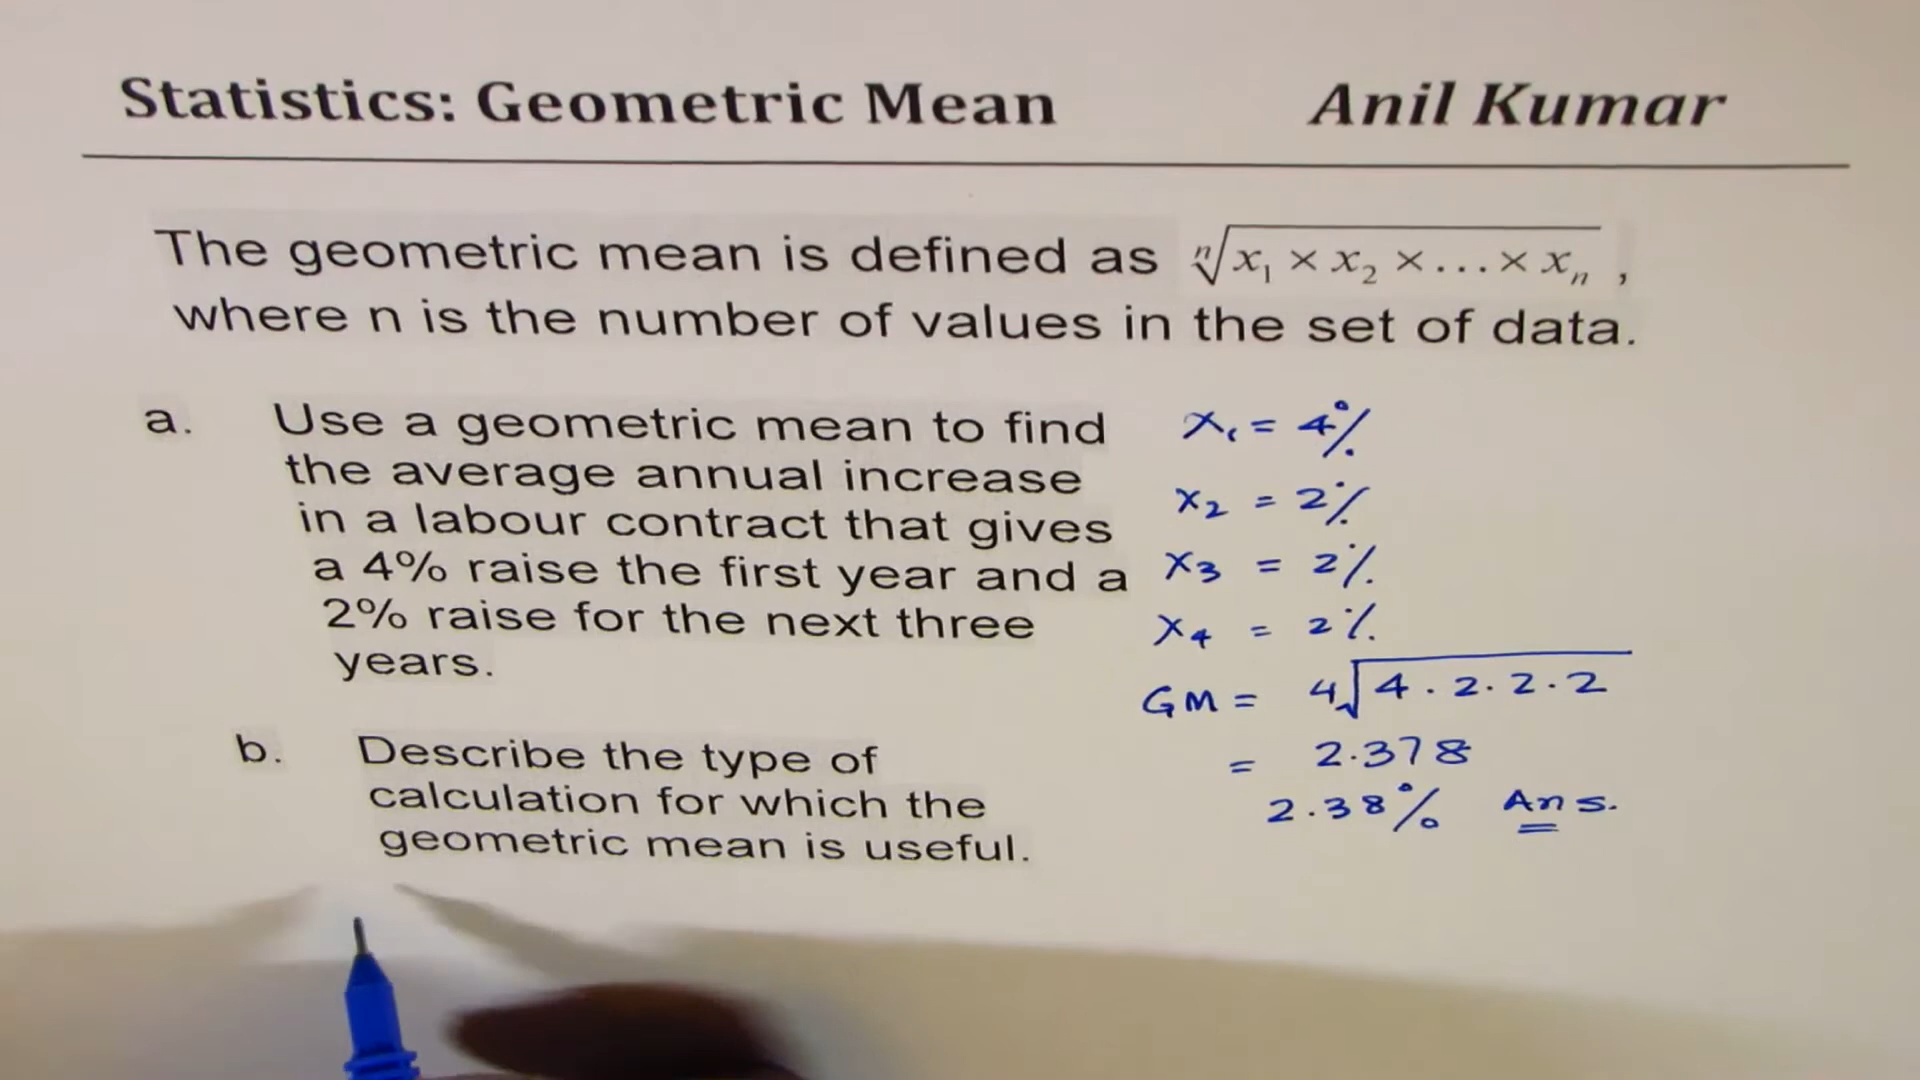 Statistics: Geometric Mean Anil Kumar
The geometric mean is defined as ⁿ√(x₁ × x₂ ×...× xₙ) ,
where n is the number of values in the set of data.
a. Use a geometric mean to find
the average annual increase
in a labour contract that gives
a 4% raise the first year and a
2% raise for the next three
years.
x₁ = 4%
x₂ = 2%
x₃ = 2%
x₄ = 2%
GM = ⁴√(4 . 2 . 2 . 2)
= 2.378
2.38% Ans.
b. Describe the type of
calculation for which the
geometric mean is useful.